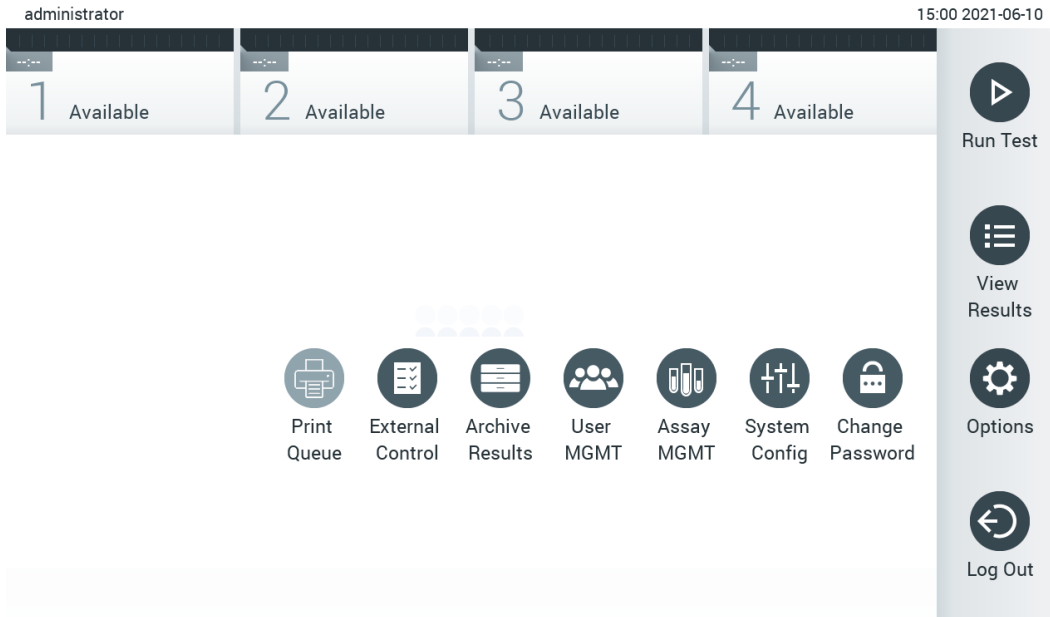 administrator 15:00 2021-06-10
--:-- --:-- --:-- --:--
1 Available 2 Available 3 Available 4 Available
Run Test
View
Results
Print External Archive User Assay System Change
Queue Control Results MGMT MGMT Config Password
Options
Log Out